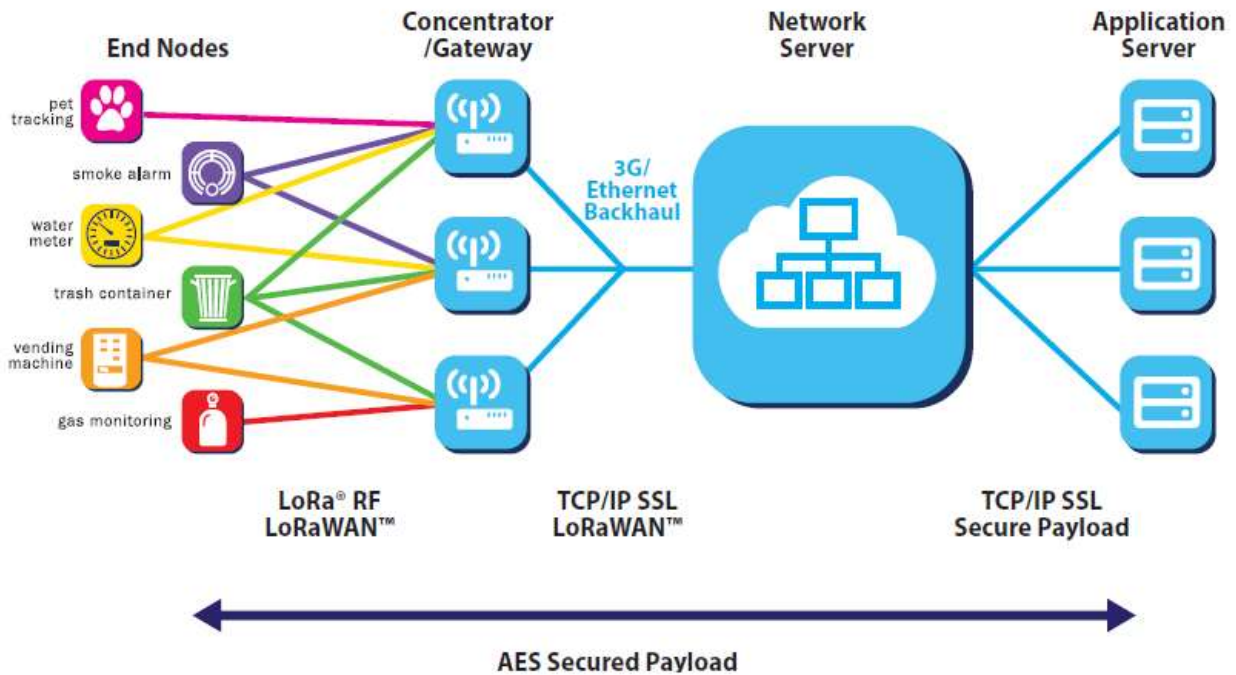 End Nodes
Concentrator
/Gateway
Network
Server
Application
Server
pet
tracking
smoke alarm
water
meter
trash container
vending
machine
gas monitoring
3G/
Ethernet
Backhaul
LoRa® RF
LoRaWAN™
TCP/IP SSL
LoRaWAN™
TCP/IP SSL
Secure Payload
AES Secured Payload